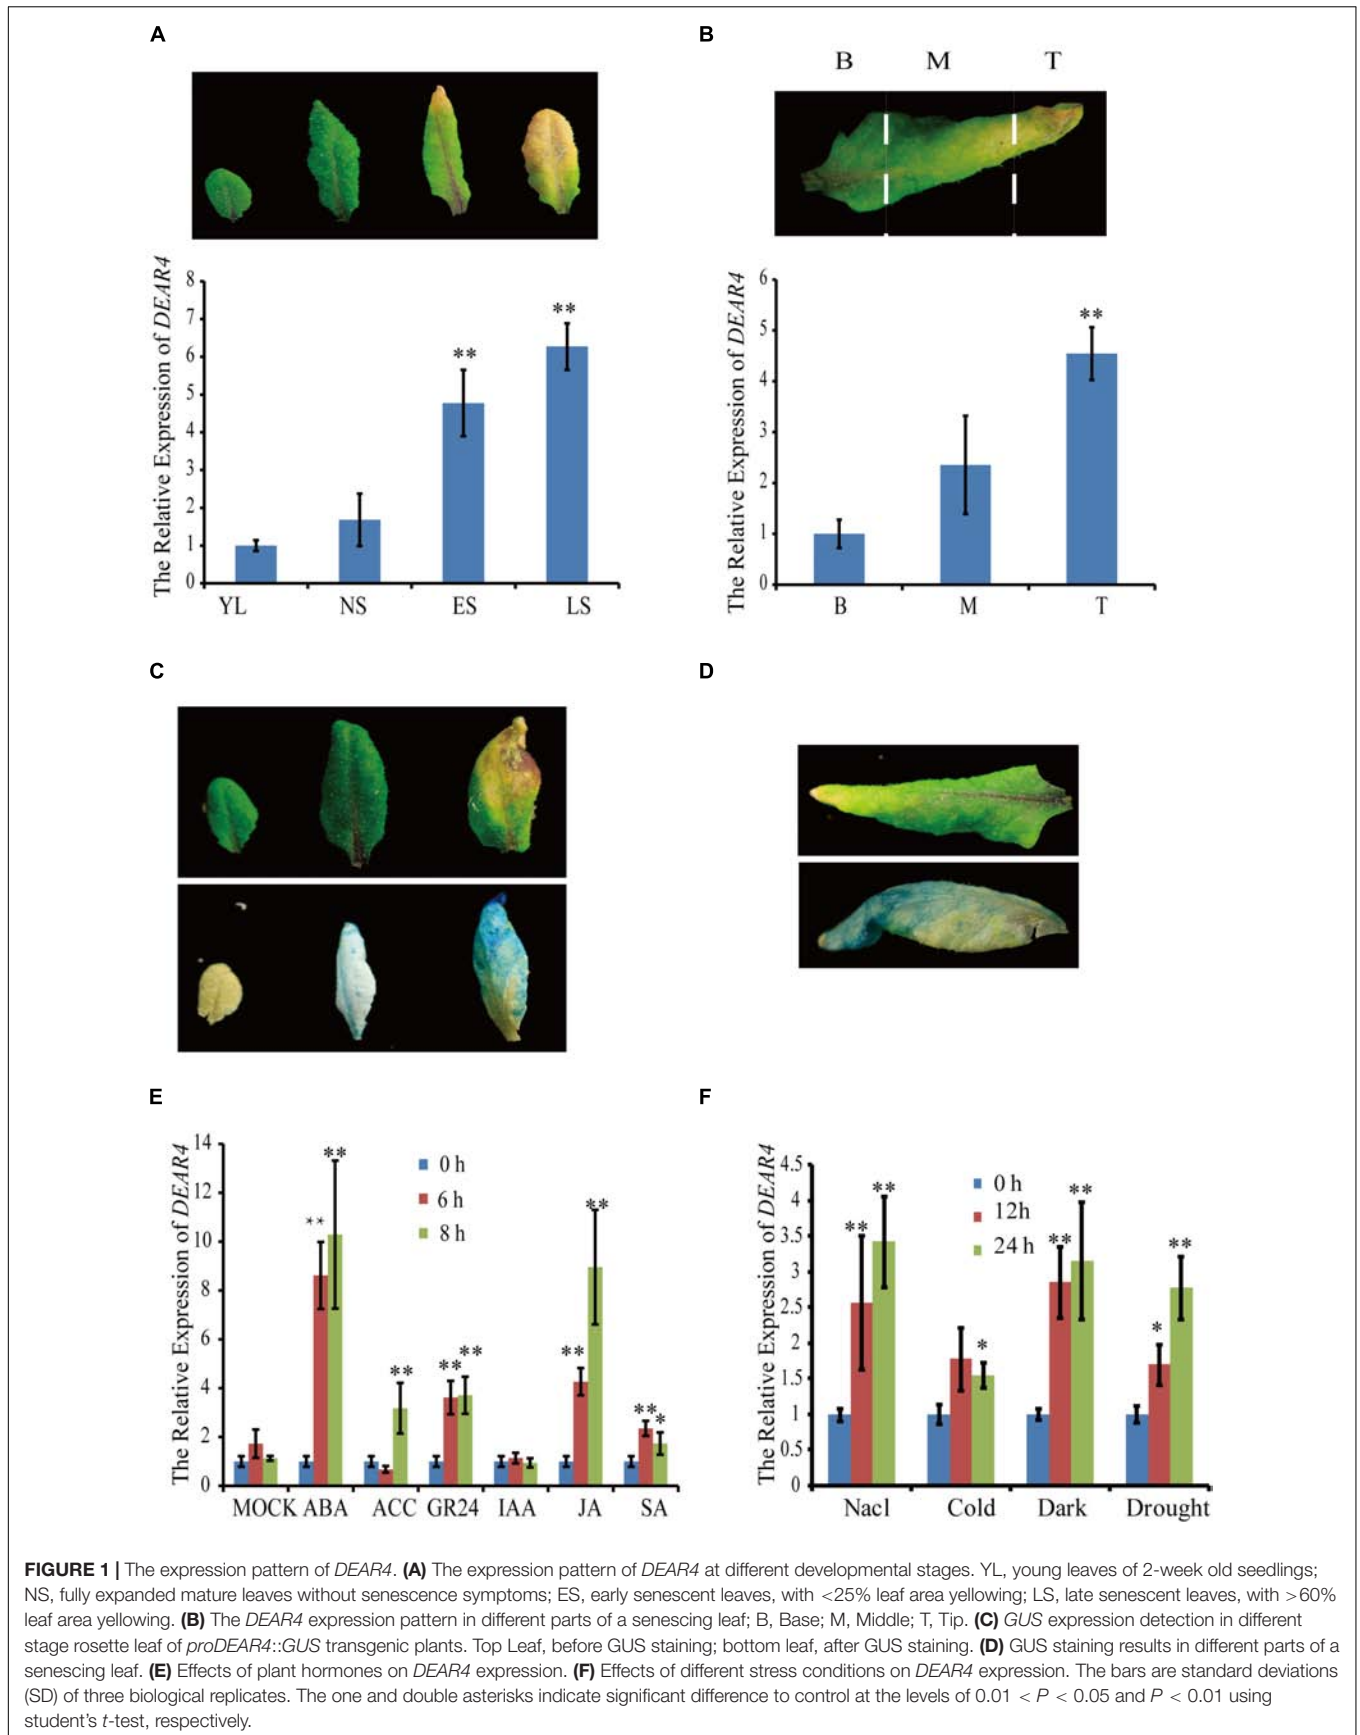 A
The Relative Expression of DEAR4
8
7
6
5
4
3
2
1
0
**
**
YL NS ES LS
B
B M T
The Relative Expression of DEAR4
6
5
4
3
2
1
0
**
B M T
C
D
E
The Relative Expression of DEAR4
14
12
10
8
6
4
2
0
0 h
6 h
8 h
** ** ** ** ** ** ** ** *
MOCK ABA ACC GR24 IAA JA SA
F
The Relative Expression of DEAR4
4.5
4
3.5
3
2.5
2
1.5
1
0.5
0
0 h
12h
24 h
** ** * ** ** * **
Nacl Cold Dark Drought
FIGURE 1 | The expression pattern of DEAR4. (A) The expression pattern of DEAR4 at different developmental stages. YL, young leaves of 2-week old seedlings;
NS, fully expanded mature leaves without senescence symptoms; ES, early senescent leaves, with <25% leaf area yellowing; LS, late senescent leaves, with >60%
leaf area yellowing. (B) The DEAR4 expression pattern in different parts of a senescing leaf; B, Base; M, Middle; T, Tip. (C) GUS expression detection in different
stage rosette leaf of proDEAR4::GUS transgenic plants. Top Leaf, before GUS staining; bottom leaf, after GUS staining. (D) GUS staining results in different parts of a
senescing leaf. (E) Effects of plant hormones on DEAR4 expression. (F) Effects of different stress conditions on DEAR4 expression. The bars are standard deviations
(SD) of three biological replicates. The one and double asterisks indicate significant difference to control at the levels of 0.01 < P < 0.05 and P < 0.01 using
student's t-test, respectively.